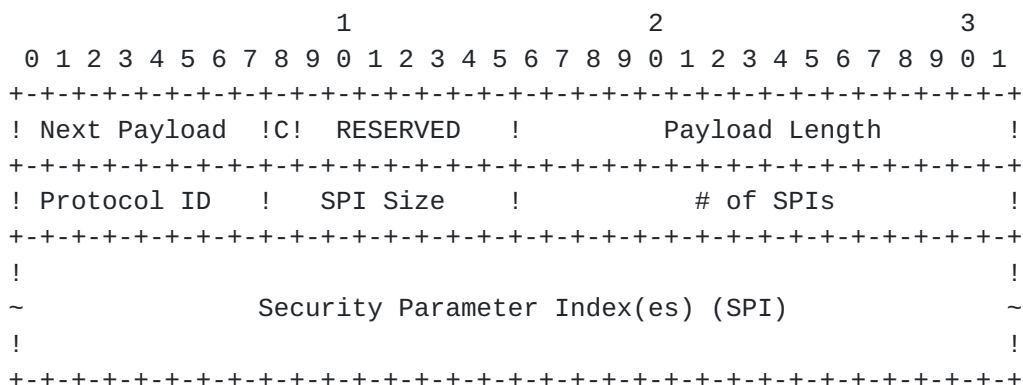 1                   2                   3
 0 1 2 3 4 5 6 7 8 9 0 1 2 3 4 5 6 7 8 9 0 1 2 3 4 5 6 7 8 9 0 1
+-+-+-+-+-+-+-+-+-+-+-+-+-+-+-+-+-+-+-+-+-+-+-+-+-+-+-+-+-+-+-+-+
! Next Payload  !C!  RESERVED   !         Payload Length        !
+-+-+-+-+-+-+-+-+-+-+-+-+-+-+-+-+-+-+-+-+-+-+-+-+-+-+-+-+-+-+-+-+
! Protocol ID   !   SPI Size    !           # of SPIs           !
+-+-+-+-+-+-+-+-+-+-+-+-+-+-+-+-+-+-+-+-+-+-+-+-+-+-+-+-+-+-+-+-+
!                                                               !
~               Security Parameter Index(es) (SPI)              ~
!                                                               !
+-+-+-+-+-+-+-+-+-+-+-+-+-+-+-+-+-+-+-+-+-+-+-+-+-+-+-+-+-+-+-+-+